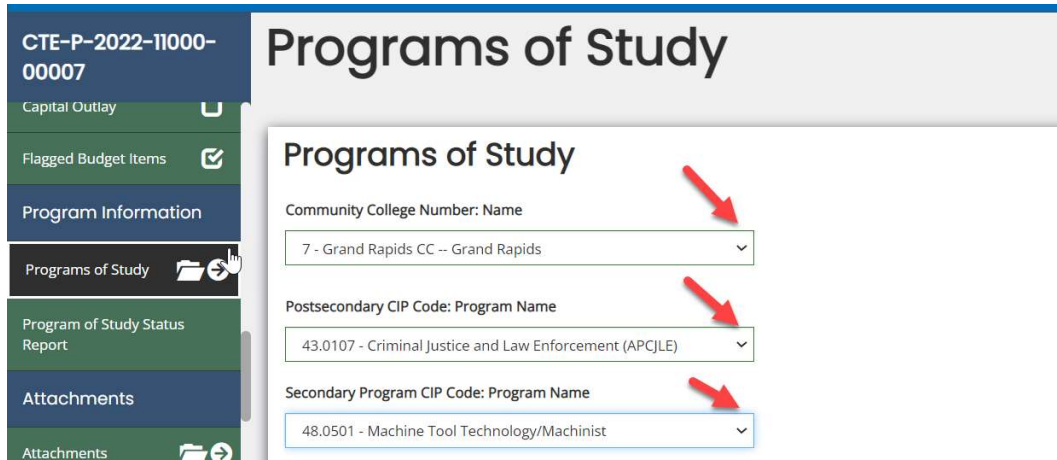 CTE-P-2022-11000-
00007
Capital Outlay
Flagged Budget Items
Program Information
Programs of Study
Program of Study Status
Report
Attachments
Attachments
Programs of Study
Programs of Study
Community College Number: Name
7 - Grand Rapids CC -- Grand Rapids
Postsecondary CIP Code: Program Name
43.0107 - Criminal Justice and Law Enforcement (APCJLE)
Secondary Program CIP Code: Program Name
48.0501 - Machine Tool Technology/Machinist